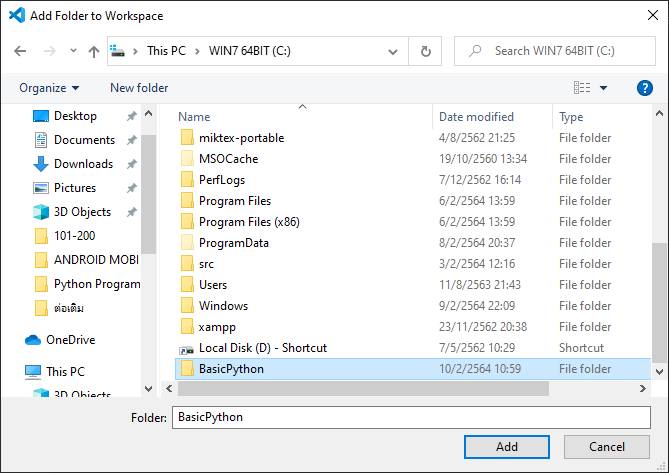 Add Folder to Workspace
This PC > WIN7 64BIT (C:)
Search WIN7 64BIT (C:)
Organize
New folder
Desktop
Documents
Downloads
Pictures
3D Objects
101-200
ANDROID MOBI
Python Program
ต่อเติม
OneDrive
This PC
3D Objects
Name Date modified Type
miktex-portable 4/8/2562 21:25 File folder
MSOCache 19/10/2560 13:34 File folder
PerfLogs 7/12/2562 16:14 File folder
Program Files 6/2/2564 13:59 File folder
Program Files (x86) 6/2/2564 13:59 File folder
ProgramData 8/2/2564 20:37 File folder
src 3/2/2564 12:16 File folder
Users 11/8/2563 21:43 File folder
Windows 9/2/2564 22:09 File folder
xampp 23/11/2562 20:38 File folder
Local Disk (D) - Shortcut 7/5/2562 10:29 Shortcut
BasicPython 10/2/2564 10:59 File folder
Folder: BasicPython
Add Cancel